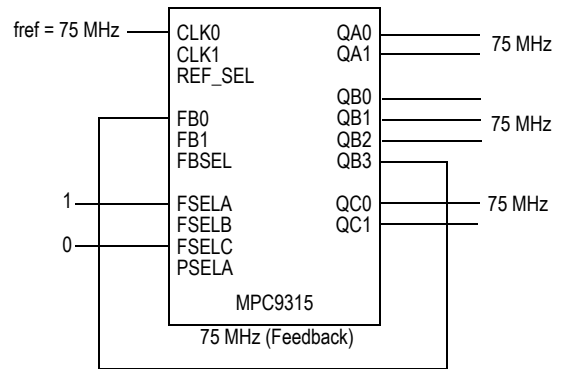 fref = 75 MHz
CLK0
CLK1
REF_SEL
FB0
FB1
FBSEL
1
FSELA
FSELB
0
FSELC
PSELA
QA0
QA1
75 MHz
QB0
QB1
QB2
75 MHz
QB3
QC0
75 MHz
QC1
MPC9315
75 MHz (Feedback)